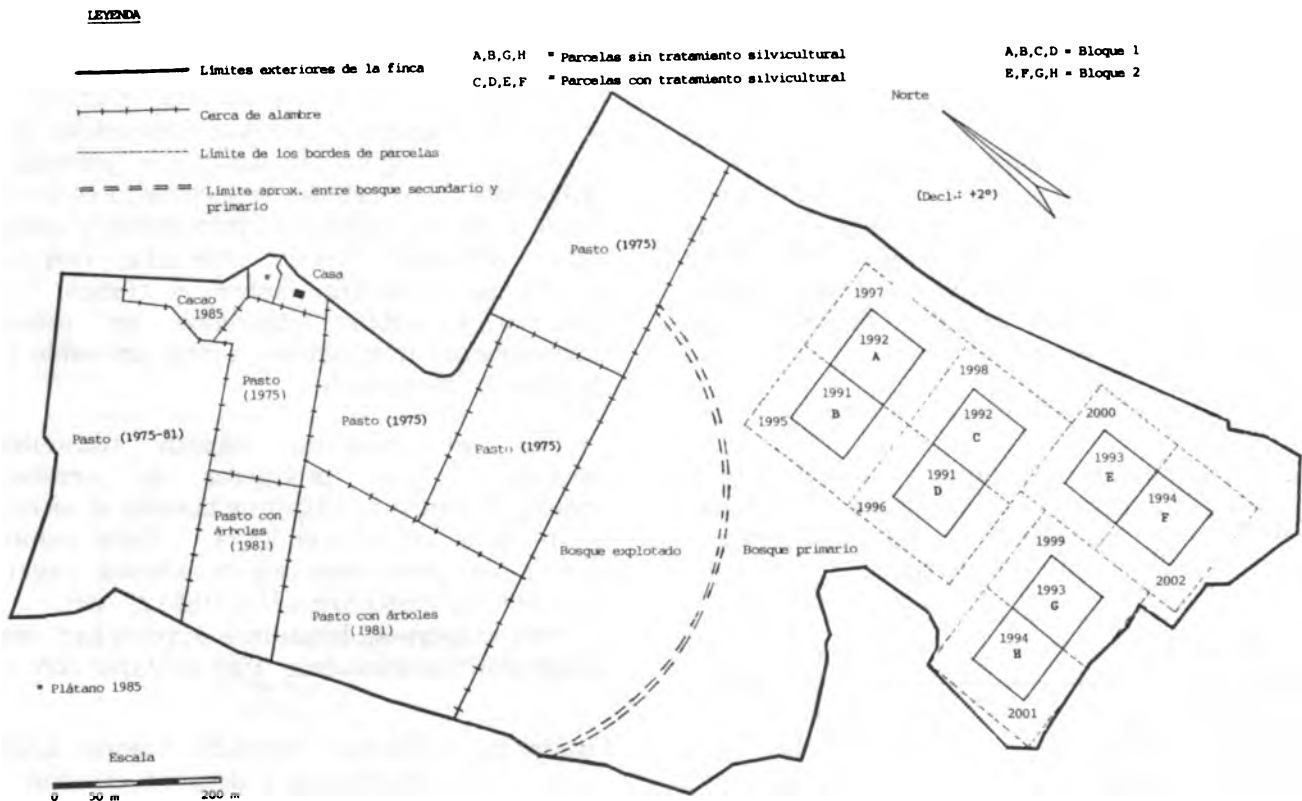 LEYENDA
Límites exteriores de la finca
Cerca de alambre
Límite de los bordes de parcelas
Límite aprox. entre bosque secundario y
primario
A,B,G,H = Parcelas sin tratamiento silvicultural
C,D,E,F = Parcelas con tratamiento silvicultural
A,B,C,D = Bloque 1
E,F,G,H = Bloque 2
Norte
(Decl.: +2°)
Pasto (1975)
*
Casa
Cacao
1985
Pasto
(1975)
Pasto (1975-81)
Pasto (1975)
Pasto (1975)
Pasto con
árboles
(1981)
Pasto con árboles
(1981)
Bosque explotado
Bosque primario
1997
1992
A
1991
B
1995
1998
1992
C
1991
D
1996
2000
1993
E
1994
F
1999
2002
1993
G
1994
H
2001
* Plátano 1985
Escala
0 50 m 200 m